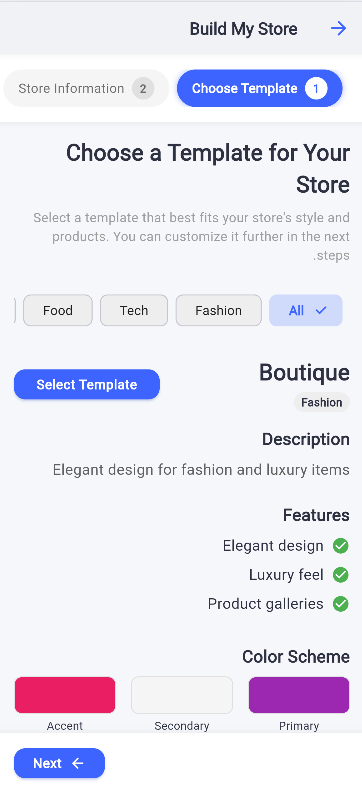 Build My Store
Choose Template 1
Store Information 2
Choose a Template for Your
Store
Select a template that best fits your store's style and
products. You can customize it further in the next
.steps
All
Fashion
Tech
Food
Boutique
Select Template
Fashion
Description
Elegant design for fashion and luxury items
Features
Elegant design
Luxury feel
Product galleries
Color Scheme
Primary
Secondary
Accent
Next